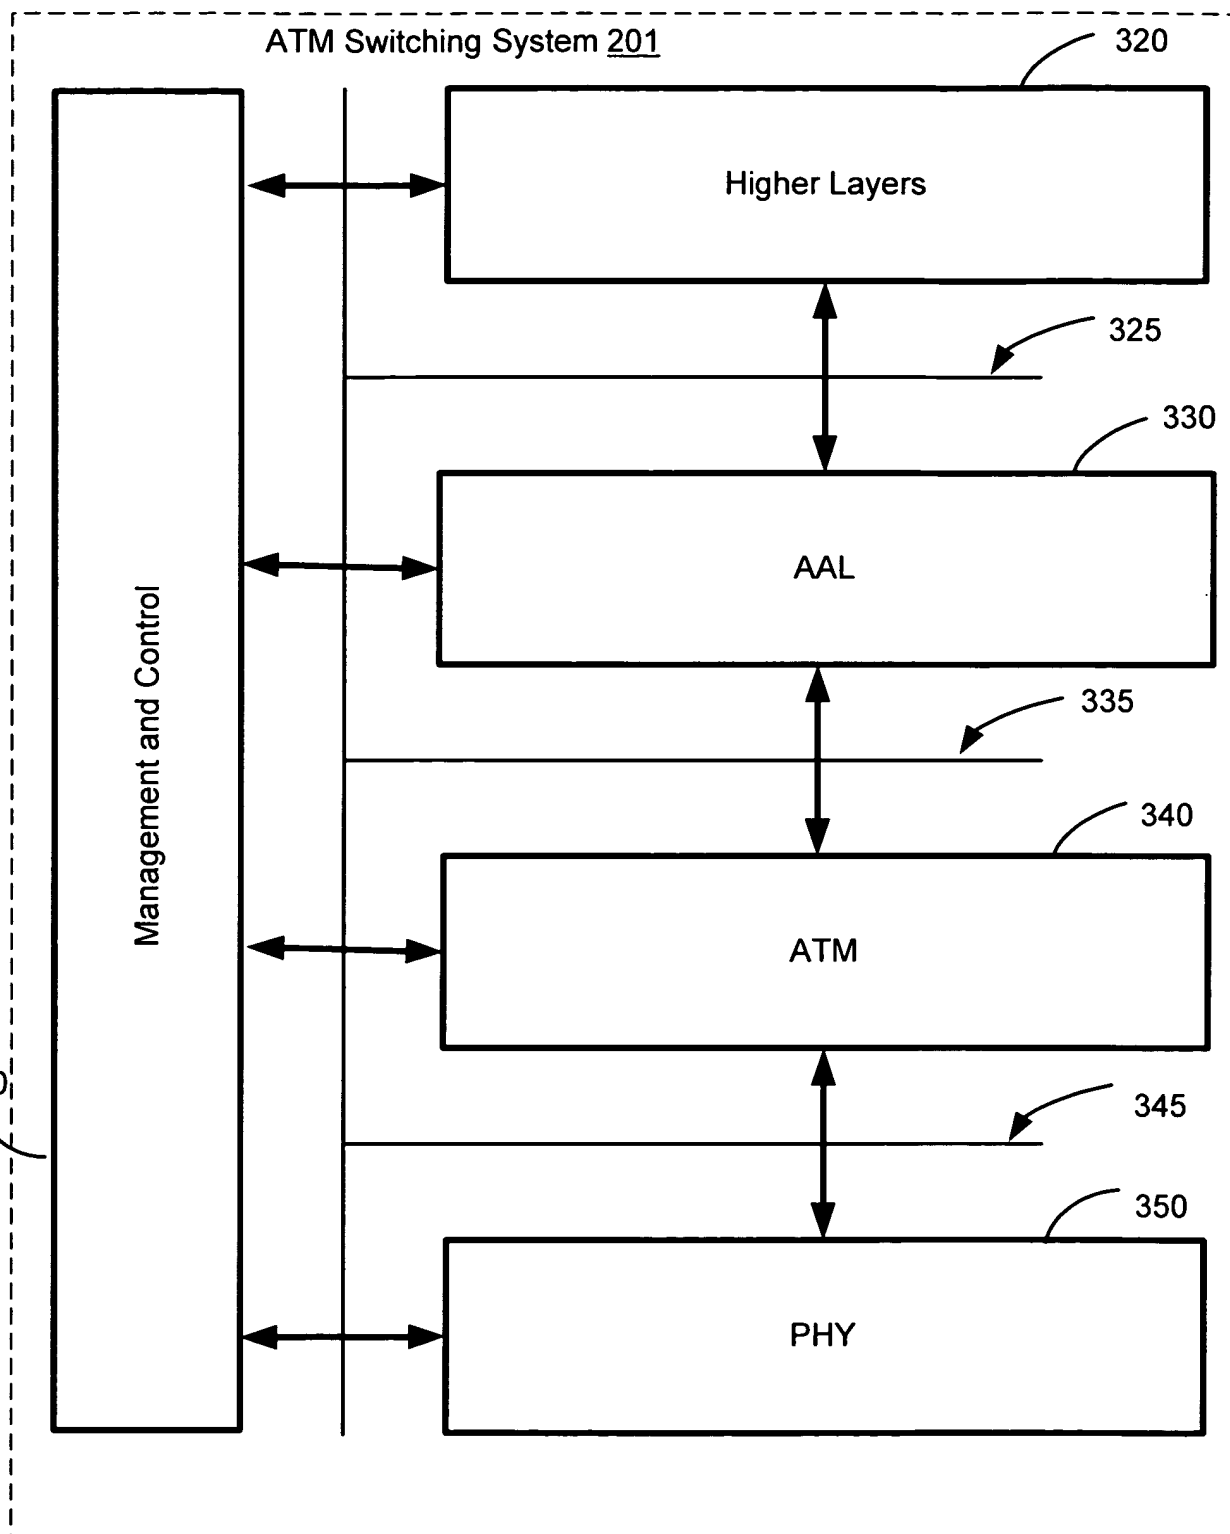 ATM Switching System 201
320
Higher Layers
325
330
AAL
335
Management and Control
340
ATM
345
350
PHY